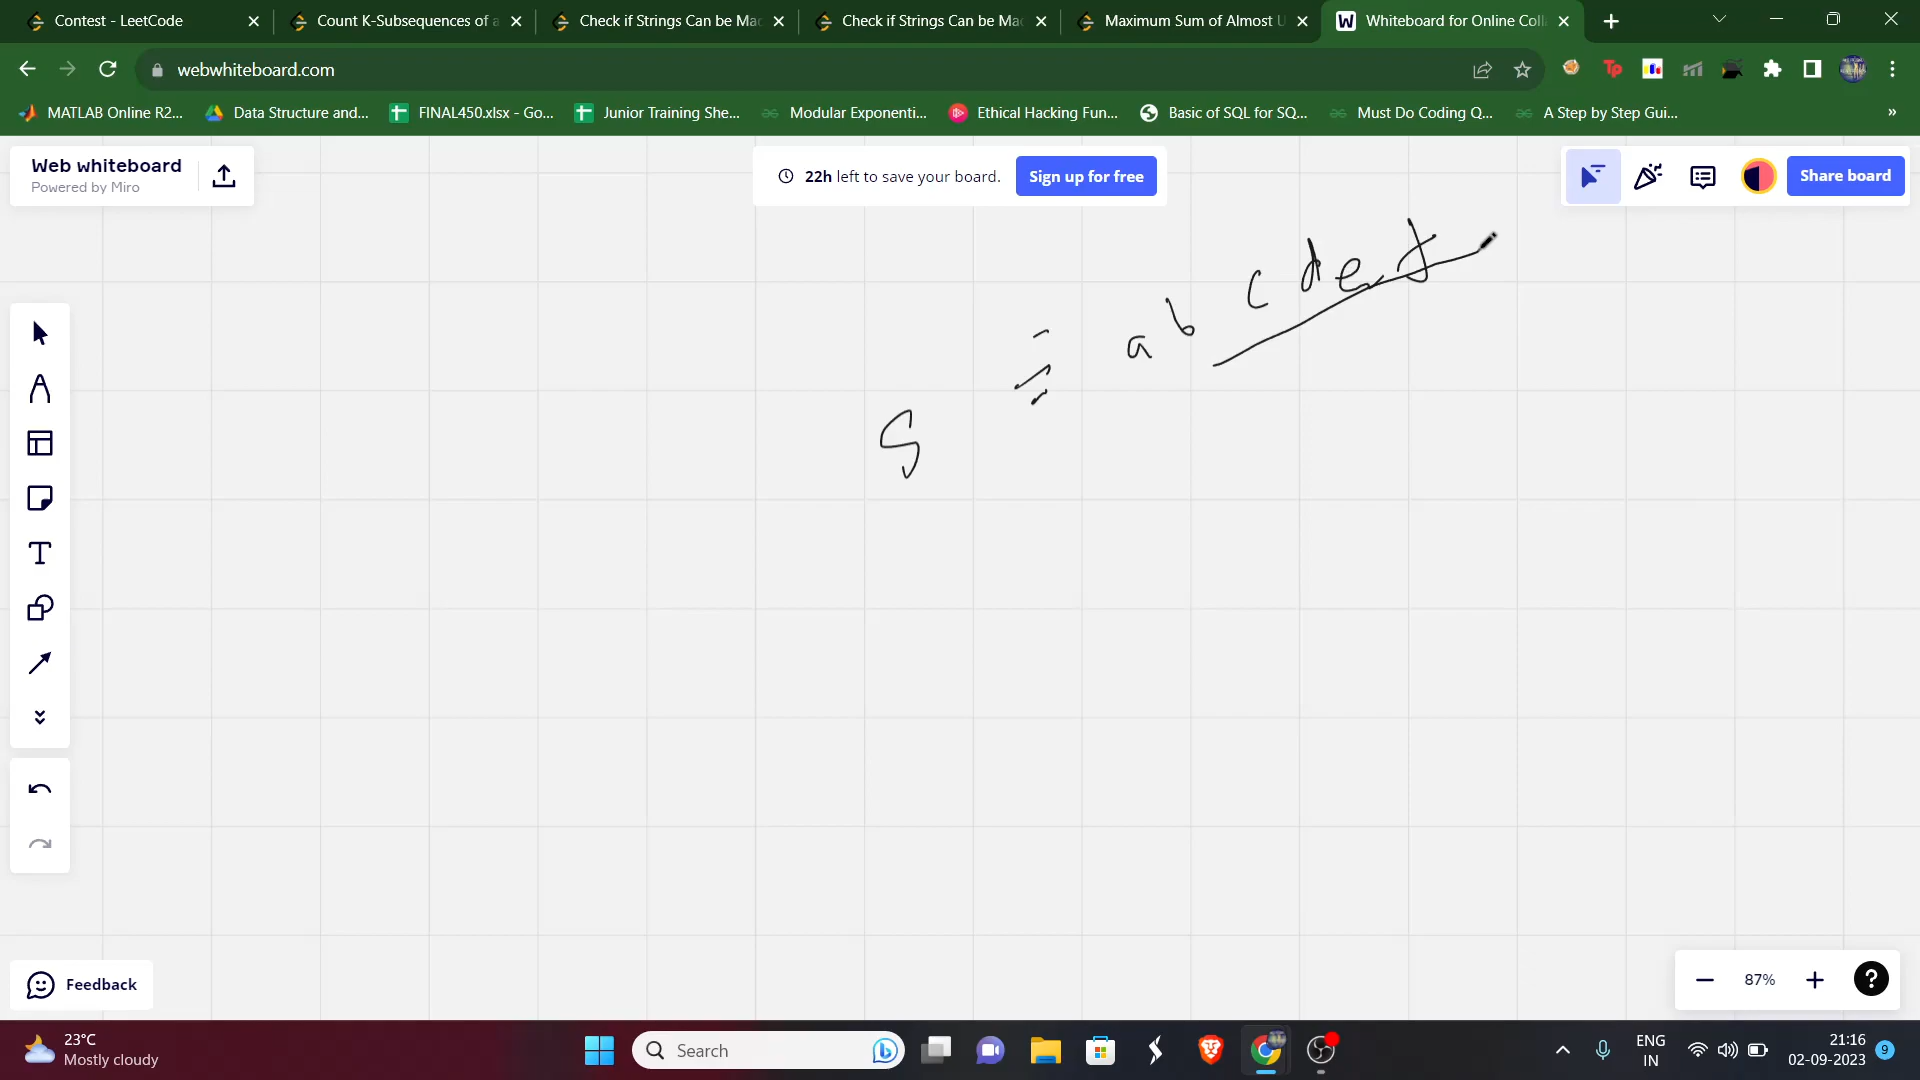 Contest - LeetCode
Count K-Subsequences of a
Check if Strings Can be Mac
Check if Strings Can be Mac
Maximum Sum of Almost U
Whiteboard for Online Colla
webwhiteboard.com
MATLAB Online R2...
Data Structure and...
FINAL450.xlsx - Go...
Junior Training She...
Modular Exponenti...
Ethical Hacking Fun...
Basic of SQL for SQ...
Must Do Coding Q...
A Step by Step Gui...
Web whiteboard
Powered by Miro
22h left to save your board.
Sign up for free
Share board
S = a b c d e f
Feedback
87%
23°C
Mostly cloudy
Search
ENG
IN
21:16
02-09-2023
9